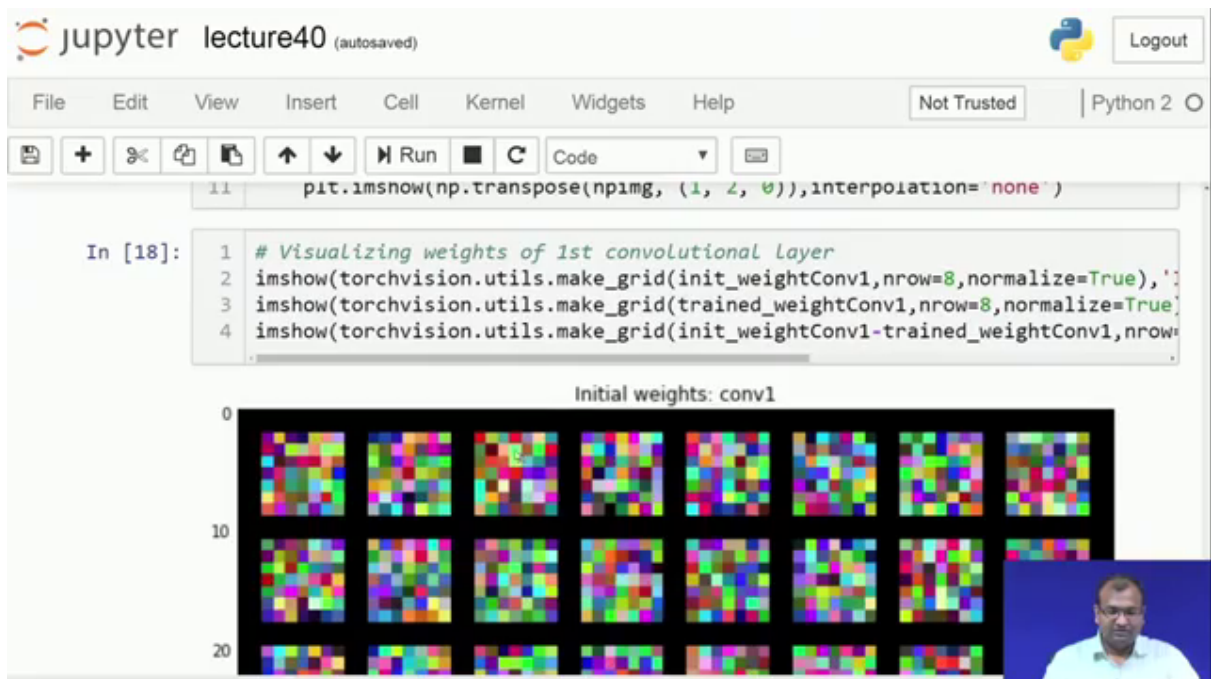 jupyter lecture40 (autosaved) Logout
File Edit View Insert Cell Kernel Widgets Help Not Trusted Python 2
Run Code
11 plt.imshow(np.transpose(npimg, (1, 2, 0)),interpolation='none')
In [18]: 1 # Visualizing weights of 1st convolutional layer
2 imshow(torchvision.utils.make_grid(init_weightConv1,nrow=8,normalize=True),'
3 imshow(torchvision.utils.make_grid(trained_weightConv1,nrow=8,normalize=True)
4 imshow(torchvision.utils.make_grid(init_weightConv1-trained_weightConv1,nrow=
Initial weights: conv1
0
10
20